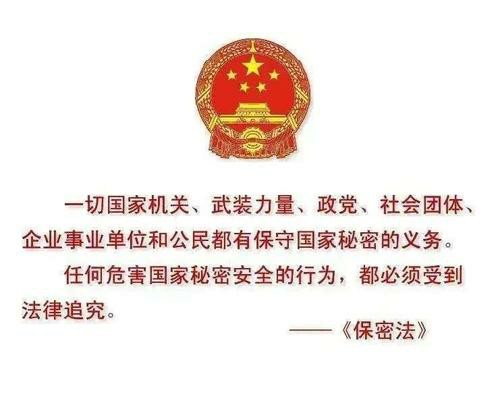 一切国家机关、武装力量、政党、社会团体、
企业事业单位和公民都有保守国家秘密的义务。
任何危害国家秘密安全的行为，都必须受到
法律追究。
——《保密法》